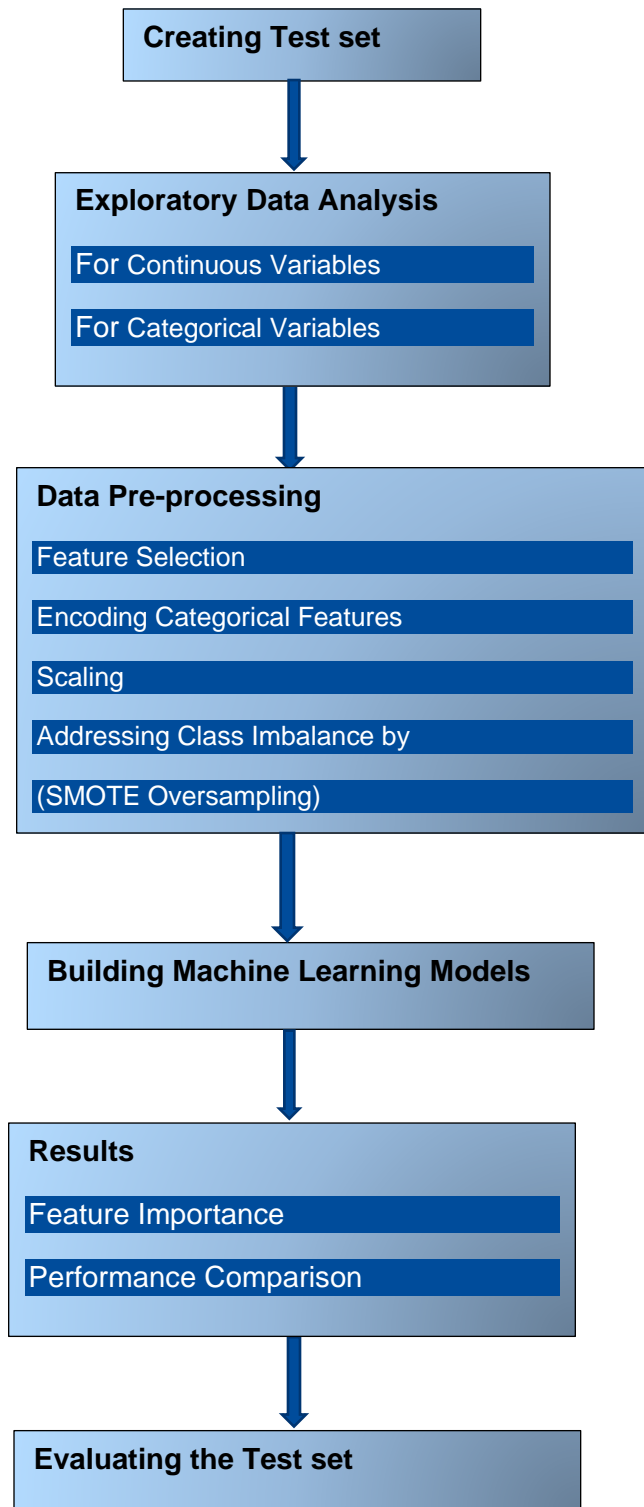 Creating Test set
Exploratory Data Analysis
For Continuous Variables
For Categorical Variables
Data Pre-processing
Feature Selection
Encoding Categorical Features
Scaling
Addressing Class Imbalance by
(SMOTE Oversampling)
Building Machine Learning Models
Results
Feature Importance
Performance Comparison
Evaluating the Test set